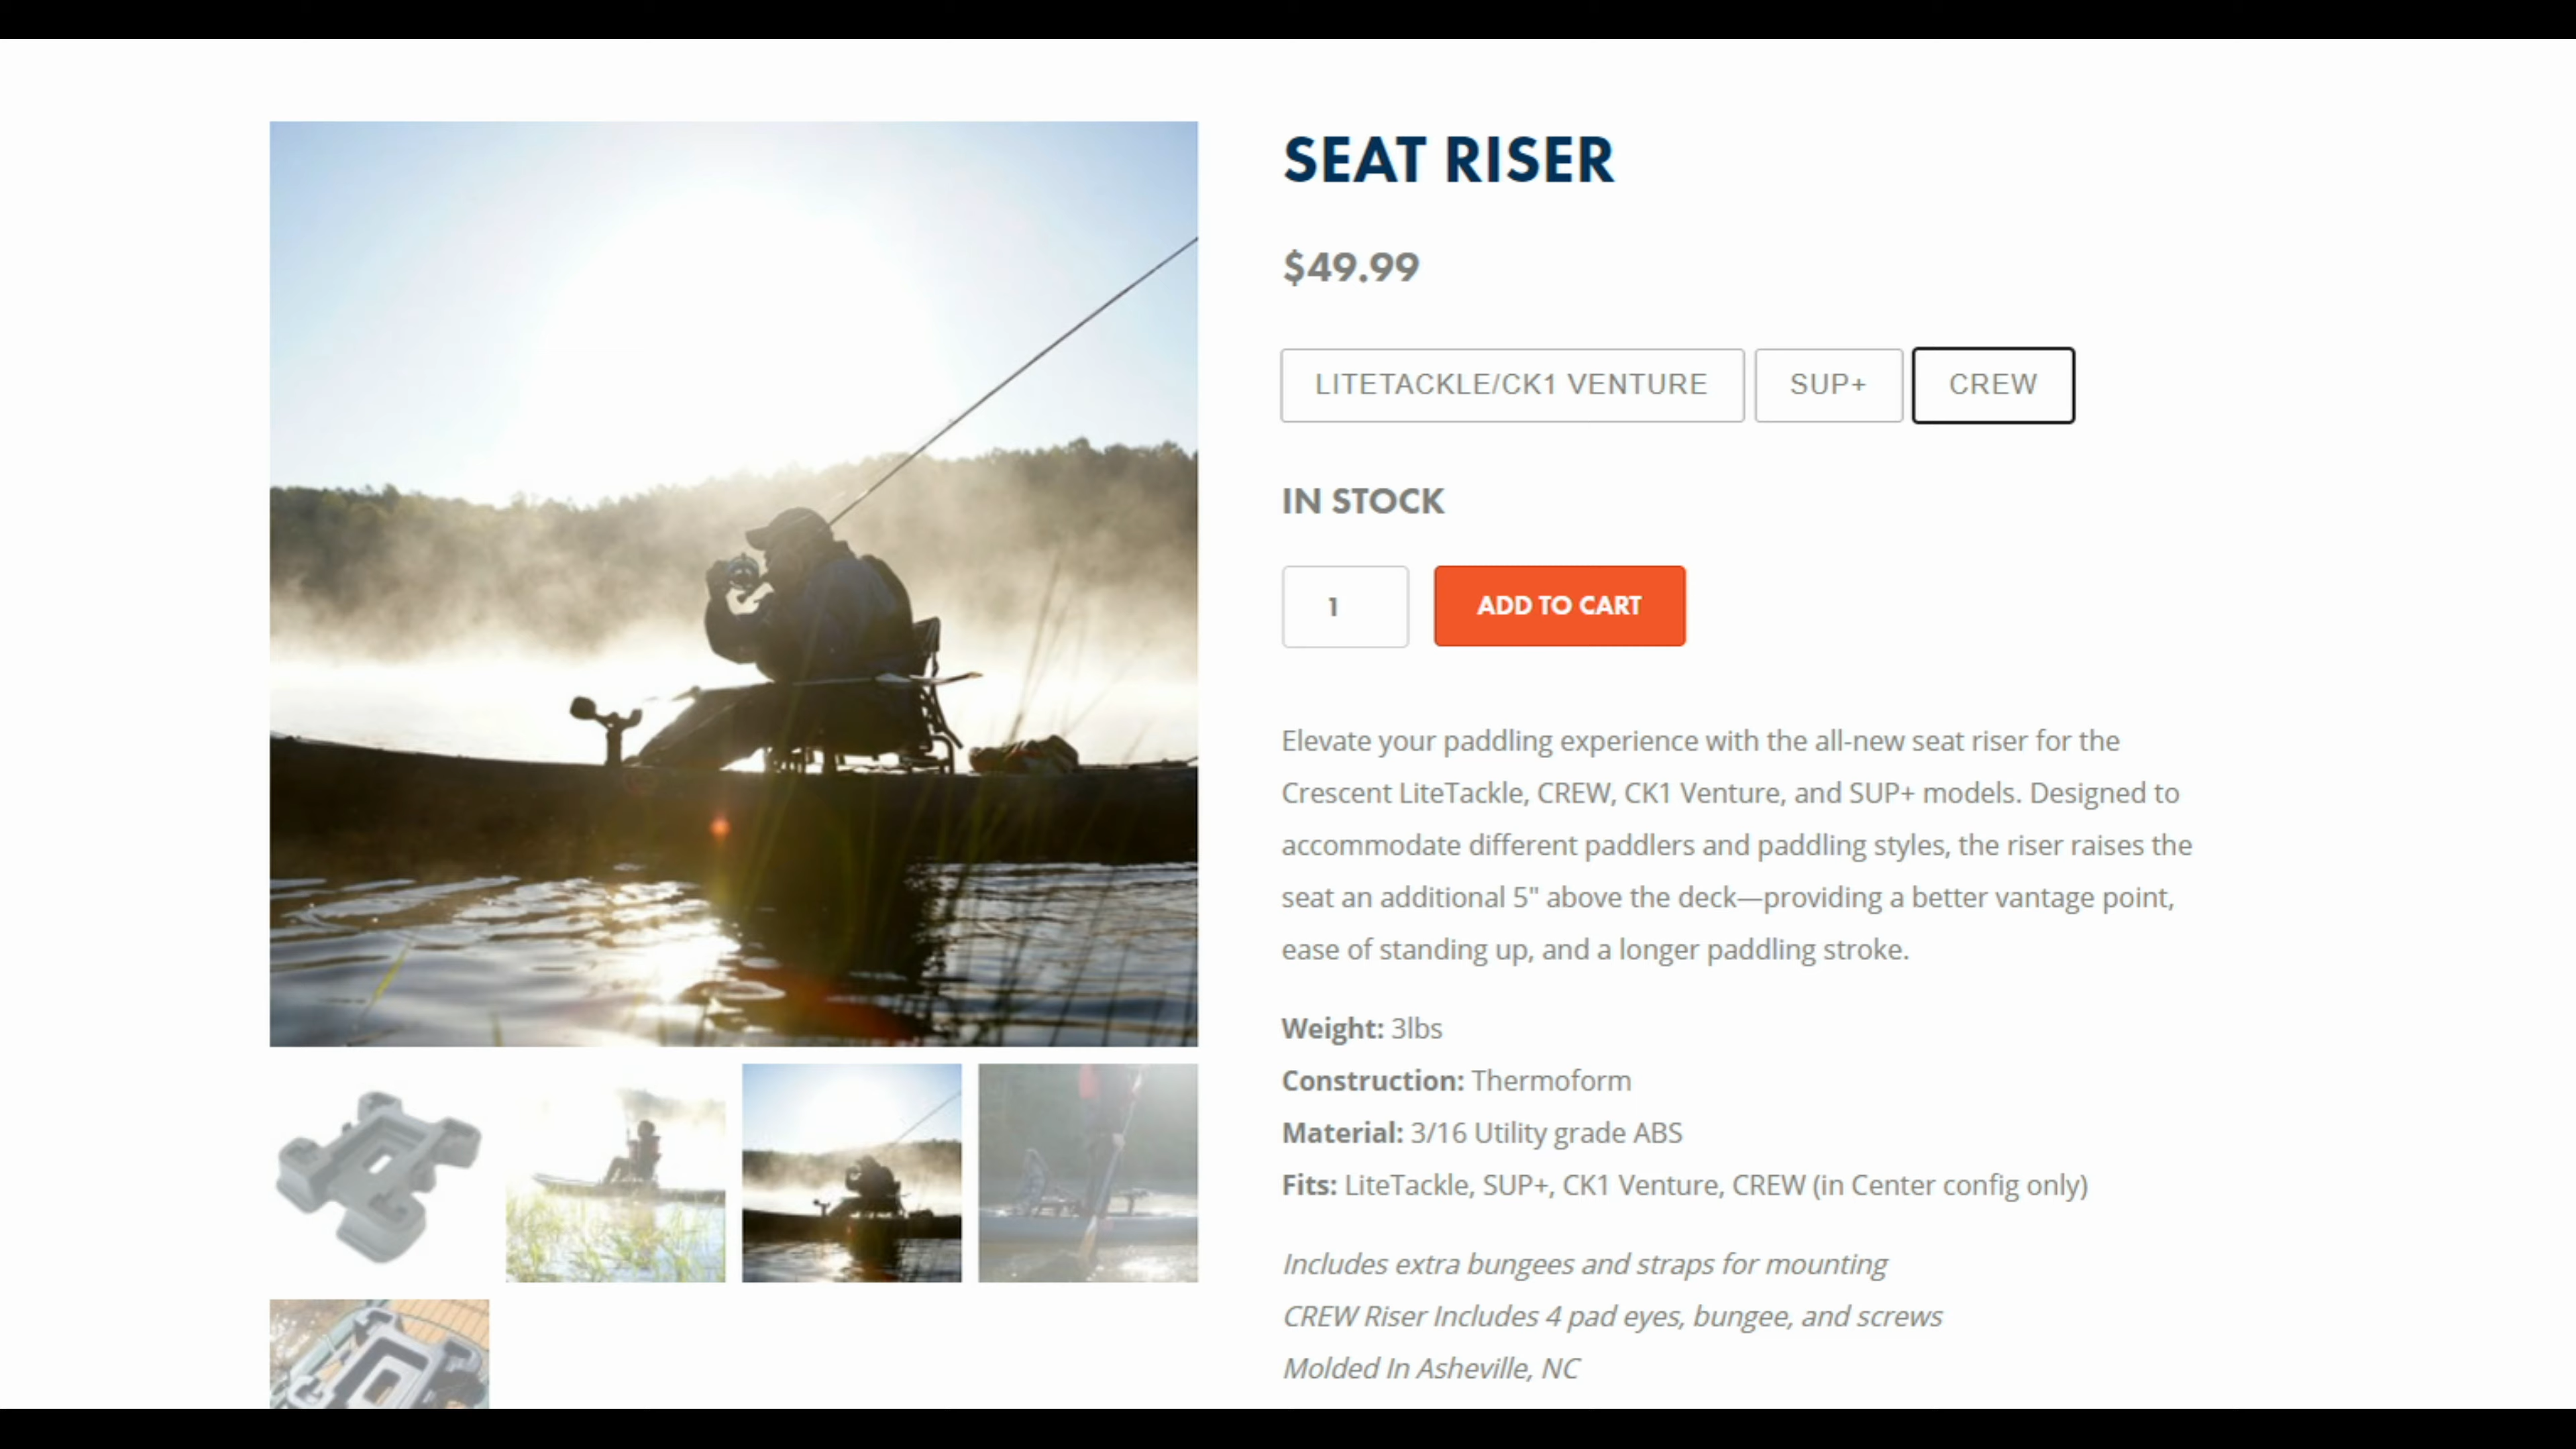 SEAT RISER
$49.99
LITETACKLE/CK1 VENTURE SUP+ CREW
IN STOCK
1 ADD TO CART
Elevate your paddling experience with the all-new seat riser for the
Crescent LiteTackle, CREW, CK1 Venture, and SUP+ models. Designed to
accommodate different paddlers and paddling styles, the riser raises the
seat an additional 5" above the deck—providing a better vantage point,
ease of standing up, and a longer paddling stroke.
Weight: 3lbs
Construction: Thermoform
Material: 3/16 Utility grade ABS
Fits: LiteTackle, SUP+, CK1 Venture, CREW (in Center config only)
Includes extra bungees and straps for mounting
CREW Riser Includes 4 pad eyes, bungee, and screws
Molded In Asheville, NC